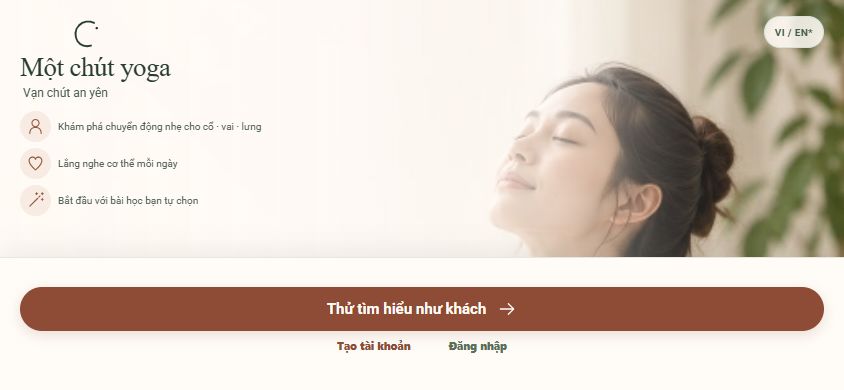 Một chút yoga
Vạn chút an yên
VI / EN*
Khám phá chuyển động nhẹ cho cổ · vai · lưng
Lắng nghe cơ thể mỗi ngày
Bắt đầu với bài học bạn tự chọn
Thử tìm hiểu như khách →
Tạo tài khoản
Đăng nhập